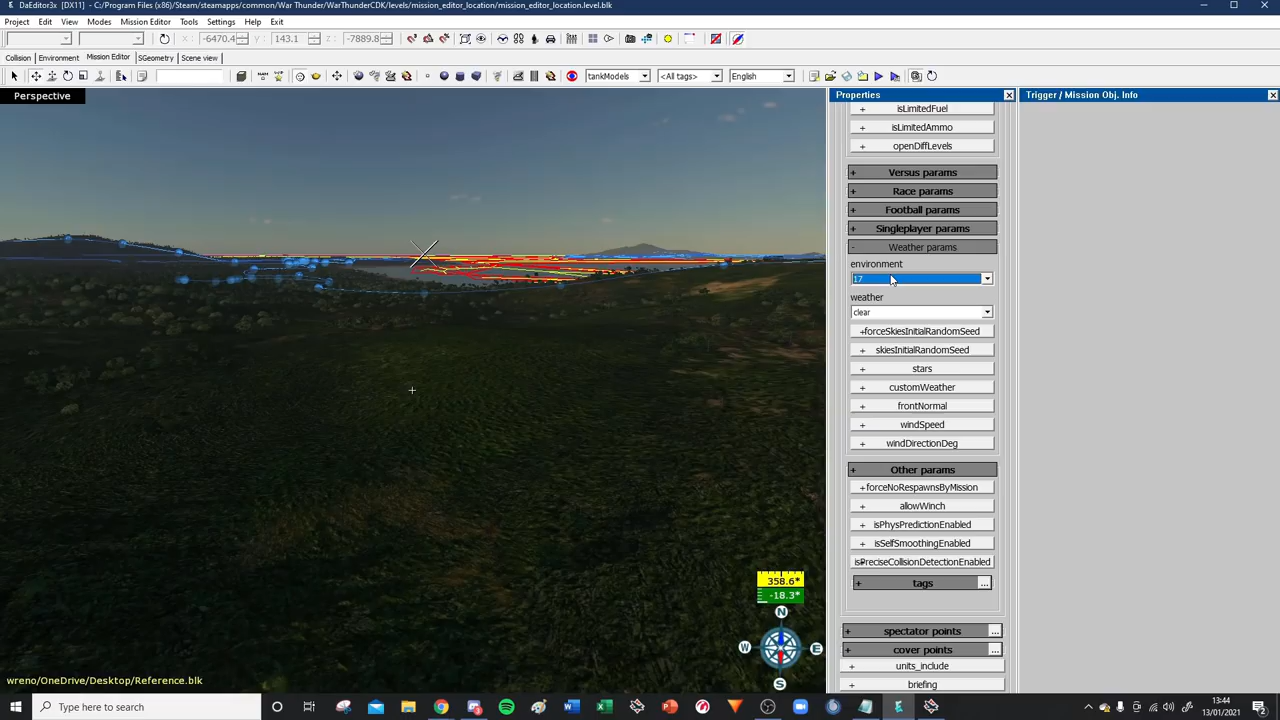 DaEditor3x [DX11] - C:/Program Files (x86)/Steam/steamapps/common/War Thunder/WarThunderCDK/levels/mission_editor_location/mission_editor_location.level.blk
Project Edit View Modes Mission Editor Tools Settings Help Exit
X: -6470.4 Y: 143.1 Z: -7889.8
Collision Environment Mission Editor SGeometry Scene view
tankModels <All tags> English
Perspective
Properties
Trigger / Mission Obj. Info
+ isLimitedFuel
+ isLimitedAmmo
+ openDiffLevels
+ Versus params
+ Race params
+ Football params
+ Singleplayer params
- Weather params
environment
17
weather
clear
+forceSkiesInitialRandomSeed
+ skiesInitialRandomSeed
+ stars
+ customWeather
+ frontNormal
+ windSpeed
+ windDirectionDeg
+ Other params
+forceNoRespawnsByMission
+ allowWinch
+ isPhysPredictionEnabled
+ isSelfSmoothingEnabled
isPreciseCollisionDetectionEnabled
+ tags ...
+ spectator points ...
+ cover points ...
+ units_include
+ briefing
358.6*
-18.3*
N
W E
S
wreno/OneDrive/Desktop/Reference.blk
Type here to search
13:44
13/01/2021